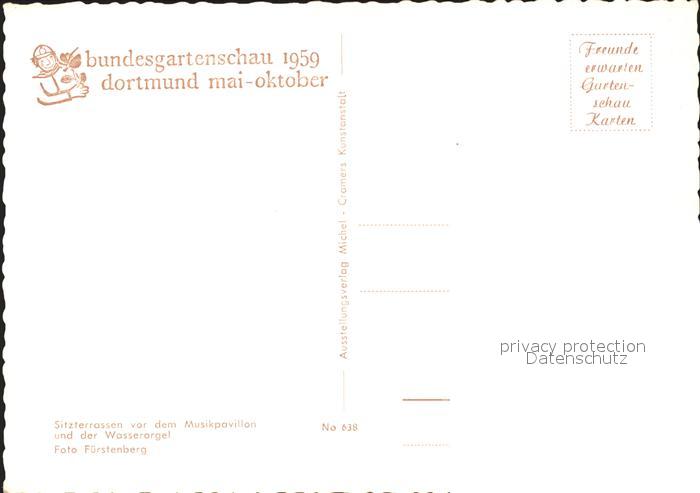 bundesgartenschau 1959
dortmund mai-oktober
Freunde
erwarten
Garten-
schau
Karten
Ausstellungsverlag Michel - Cramers Kunstanstalt
privacy protection
Datenschutz
Sitzterrassen vor dem Musikpavillon
und der Wasserorgel
Foto Fürstenberg
No 638